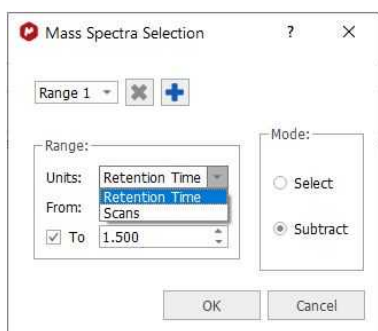 Mass Spectra Selection
?
Range 1
Range:
Units: Retention Time
Retention Time
From:
Scans
To 1.500
Mode:
Select
Subtract
OK Cancel